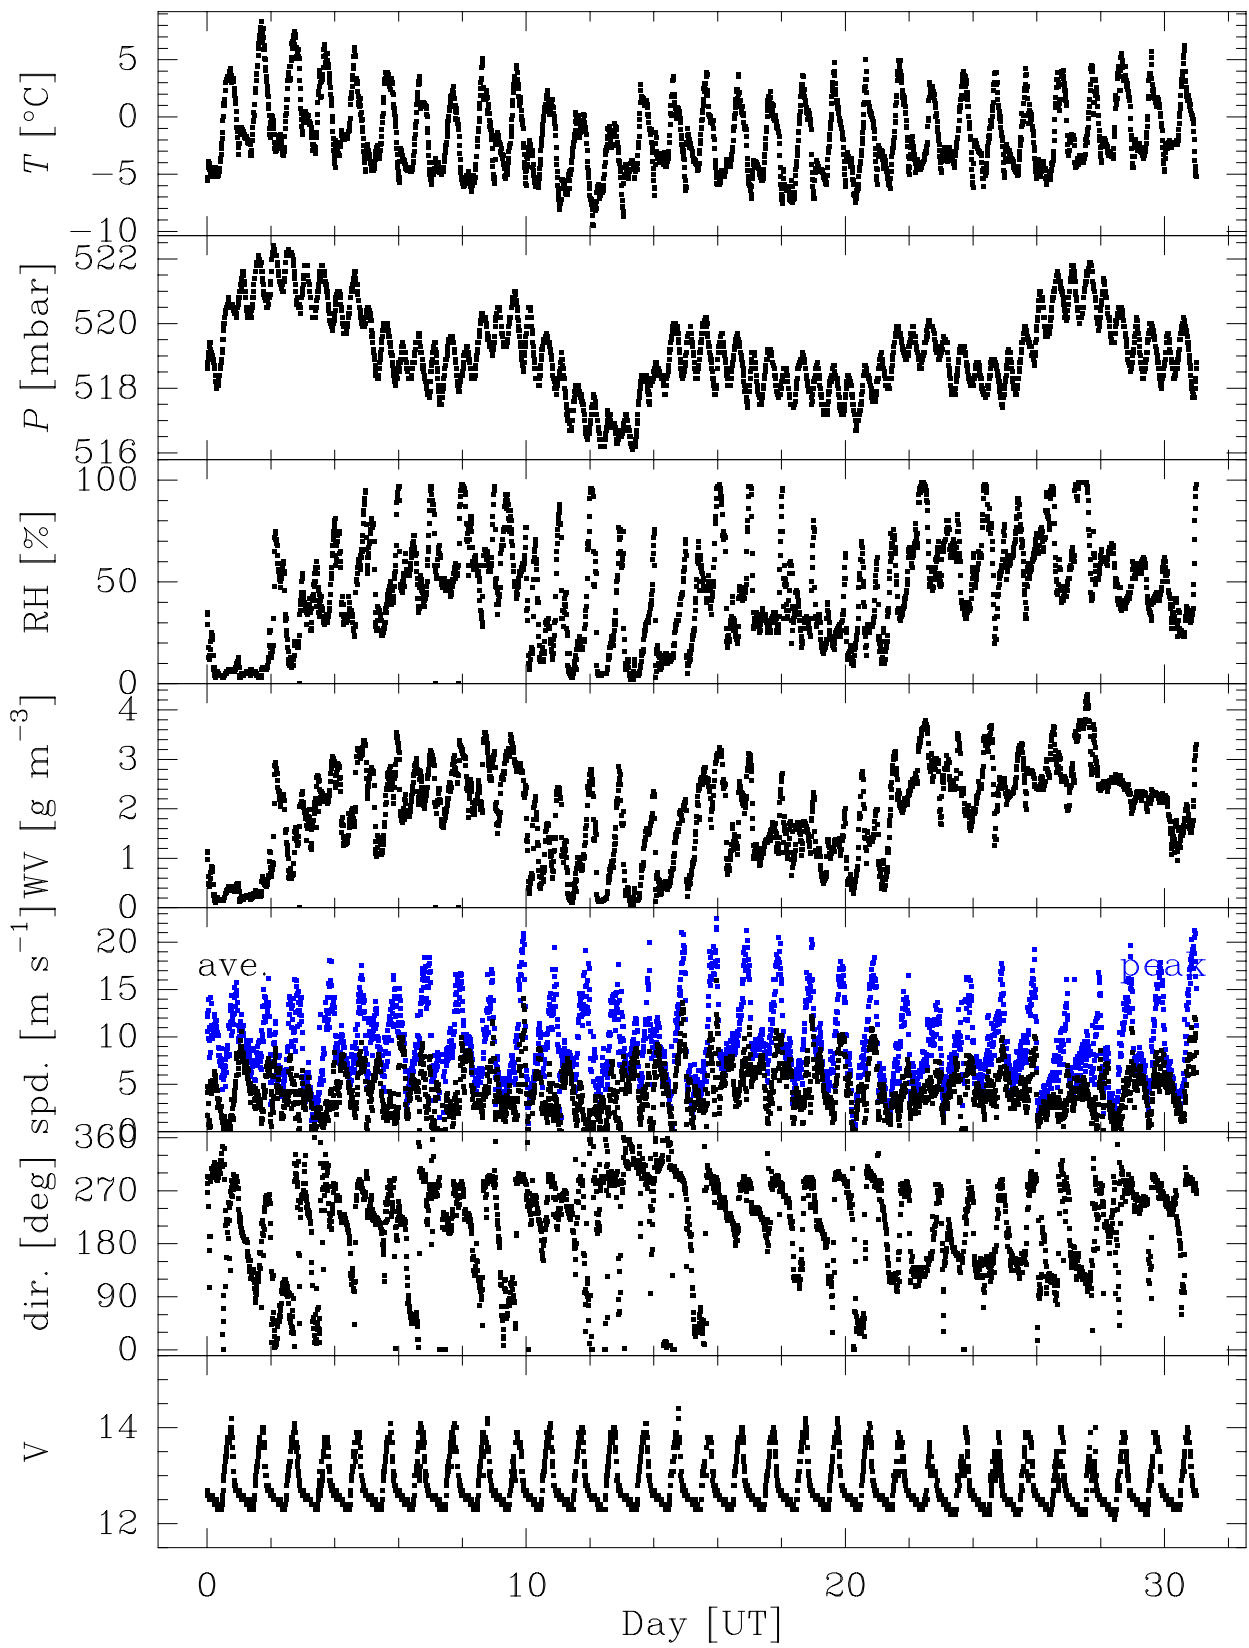 T [°C]
5
0
−5
−10
P [mbar]
522
520
518
516
RH [%]
100
50
0
WV [g m−3]
4
3
2
1
0
spd. [m s−1]
20
15
10
5
0
ave.
peak
dir. [deg]
360
270
180
90
0
V
14
12
0 10 20 30
Day [UT]